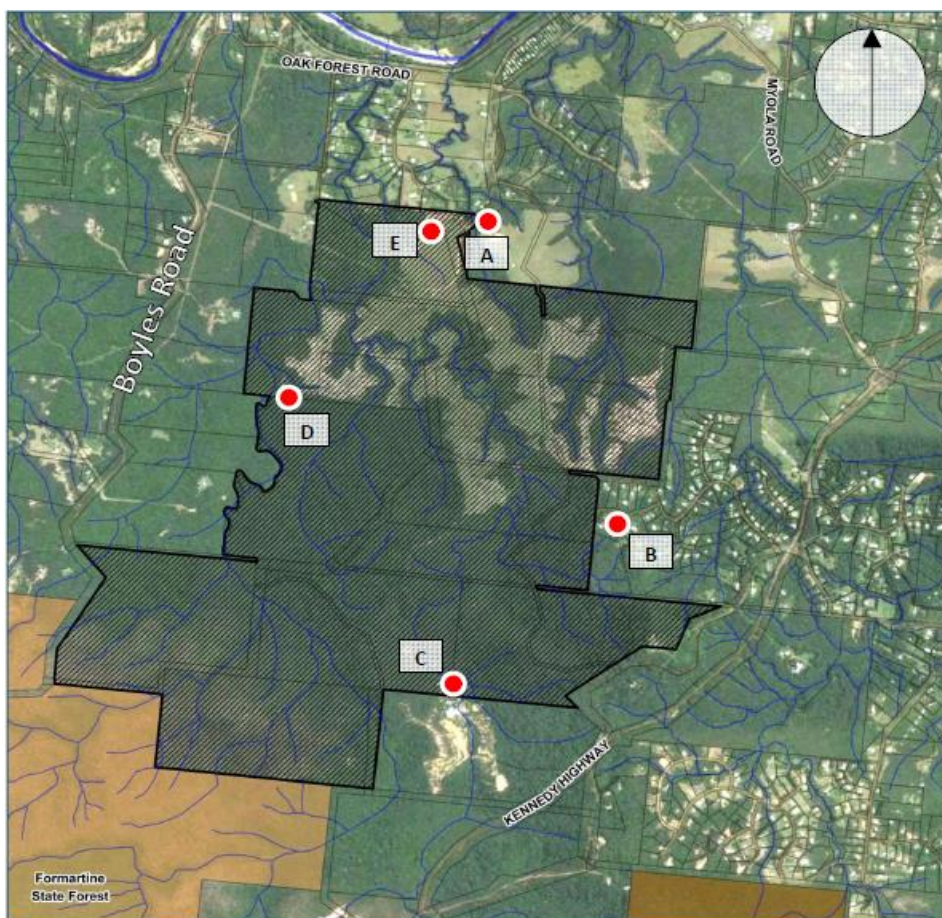 OAK FOREST ROAD
MYOLA ROAD
E
A
Boyles Road
D
B
C
KENNEDY HIGHWAY
Formartine
State Forest